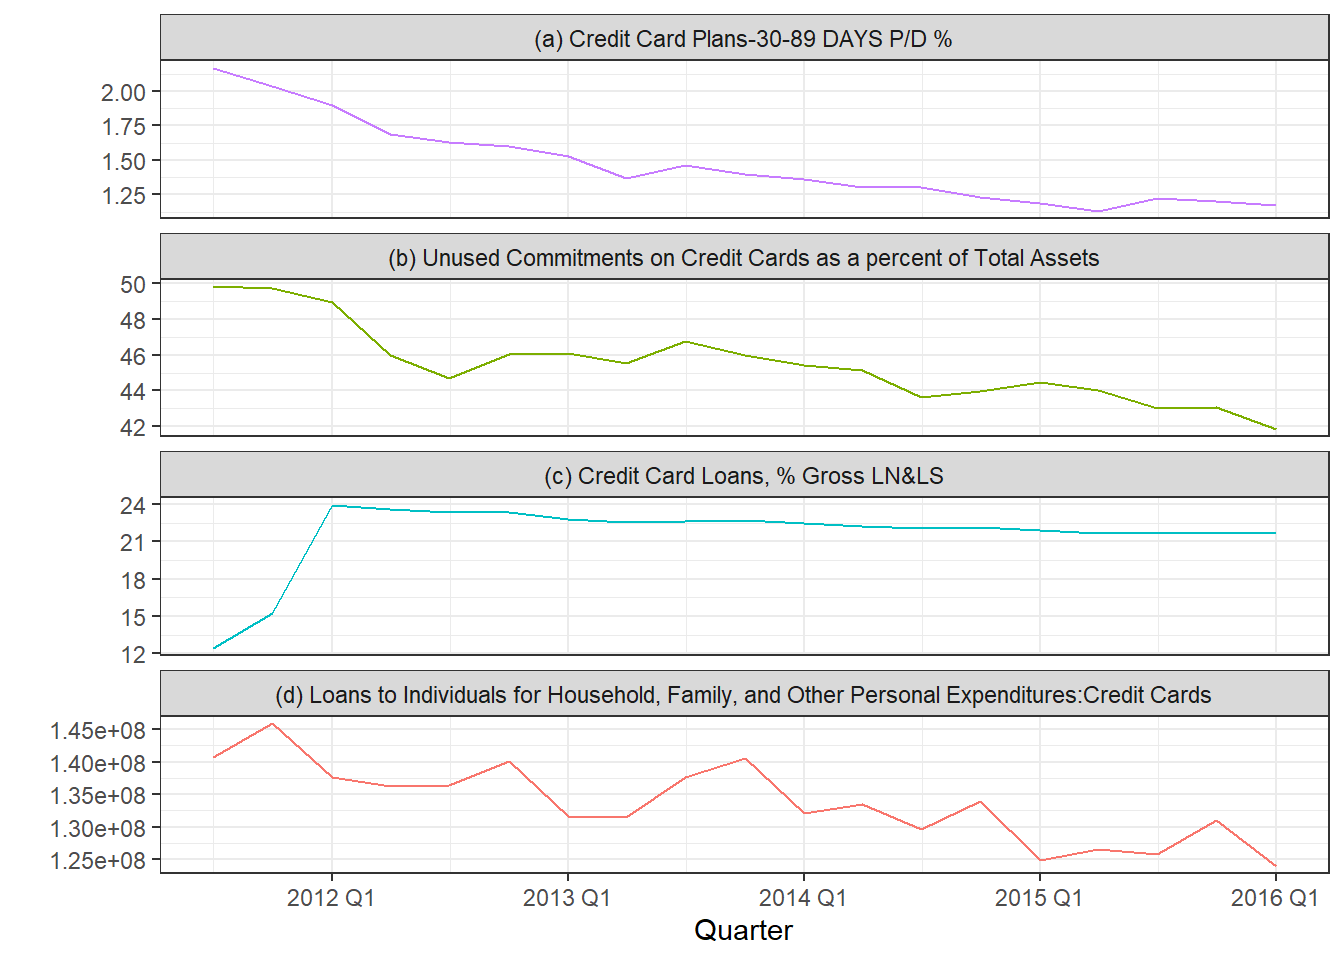 (a) Credit Card Plans-30-89 DAYS P/D %
2.00
1.75
1.50
1.25
(b) Unused Commitments on Credit Cards as a percent of Total Assets
50
48
46
44
42
(c) Credit Card Loans, % Gross LN&LS
24
21
18
15
12
(d) Loans to Individuals for Household, Family, and Other Personal Expenditures:Credit Cards
1.45e+08
1.40e+08
1.35e+08
1.30e+08
1.25e+08
2012 Q1 2013 Q1 2014 Q1 2015 Q1 2016 Q1
Quarter